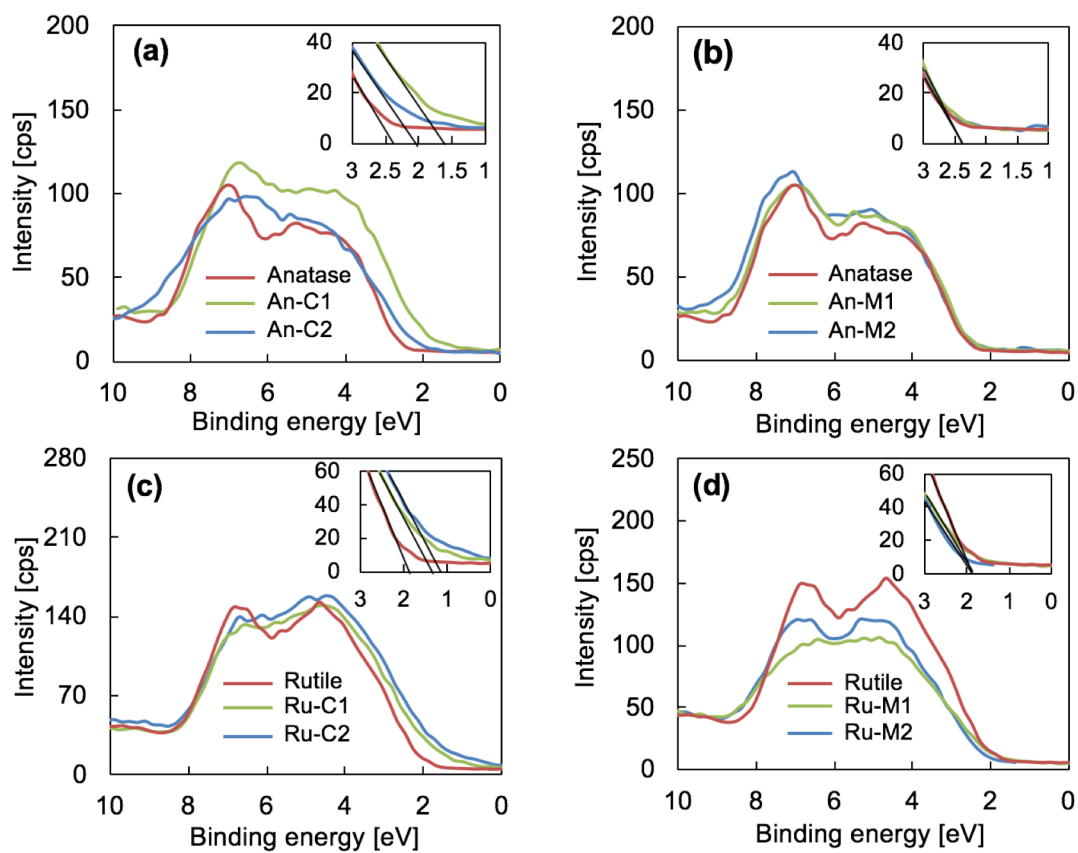 (a)
Intensity [cps]
200
150
100
50
0
10 8 6 4 2 0
Binding energy [eV]
Anatase
An-C1
An-C2
40
20
0
3 2.5 2 1.5 1
(b)
Intensity [cps]
200
150
100
50
0
10 8 6 4 2 0
Binding energy [eV]
Anatase
An-M1
An-M2
40
20
0
3 2.5 2 1.5 1
(c)
Intensity [cps]
280
210
140
70
0
10 8 6 4 2 0
Binding energy [eV]
Rutile
Ru-C1
Ru-C2
60
40
20
0
3 2 1 0
(d)
Intensity [cps]
250
200
150
100
50
0
10 8 6 4 2 0
Binding energy [eV]
Rutile
Ru-M1
Ru-M2
60
40
20
0
3 2 1 0